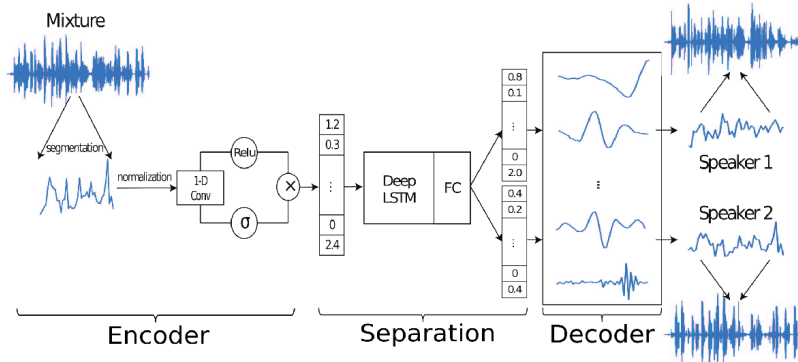 Mixture
segmentation
normalization
1-D
Conv
Relu
σ
×
1.2
0.3
⋮
0
2.4
Deep
LSTM
FC
0.8
0.1
⋮
0
2.0
0.4
0.2
⋮
0
0.4
...
Speaker 1
Speaker 2
Encoder
Separation
Decoder